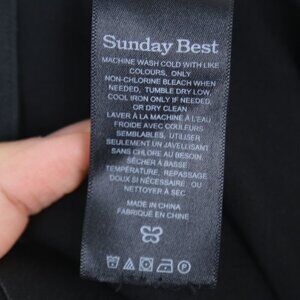 Sunday Best
MACHINE WASH COLD WITH LIKE
COLOURS, ONLY
NON-CHLORINE BLEACH WHEN
NEEDED, TUMBLE DRY LOW,
COOL IRON ONLY IF NEEDED
OR DRY CLEAN
LAVER À LA MACHINE À L'EAU
FROIDE AVEC COULEURS
SEMBLABLES, UTILISER
SEULEMENT UN JAVELLISANT
SANS CHLORE AU BESOIN,
SÉCHER À BASSE
TEMPÉRATURE, REPASSAGE
DOUX SI NÉCESSAIRE OU
NETTOYER À SEC
MADE IN CHINA
FABRIQUÉ EN CHINE